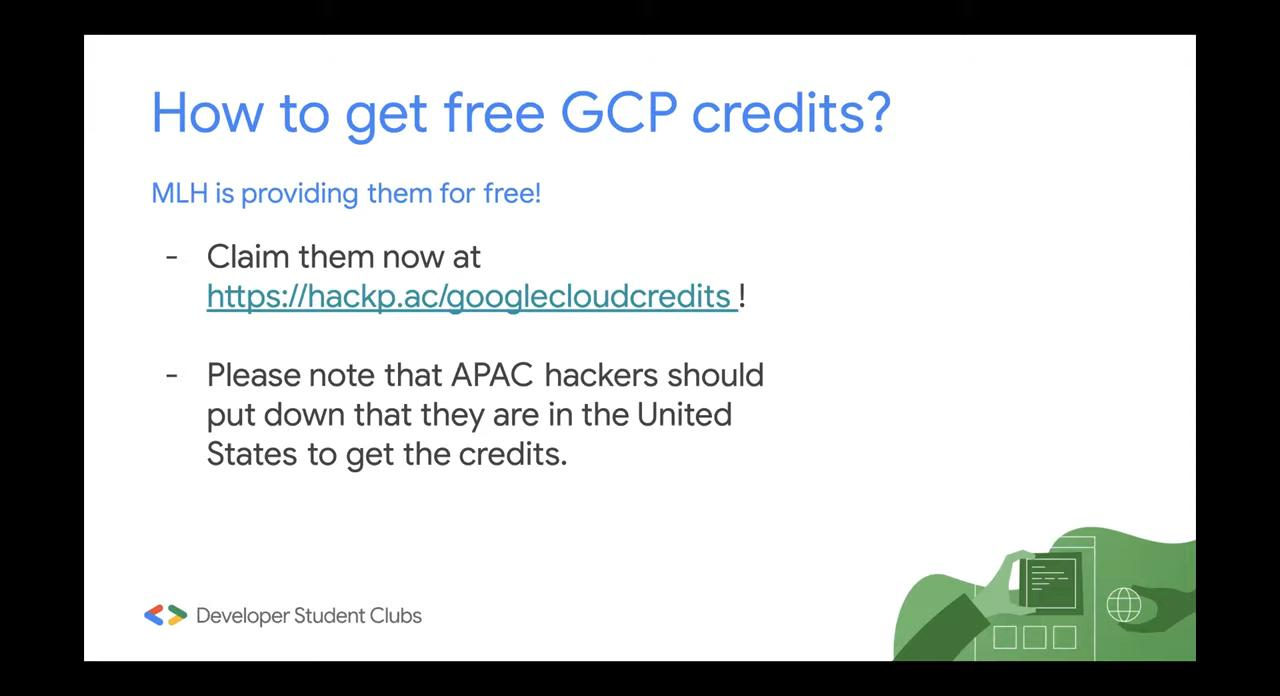 How to get free GCP credits?
MLH is providing them for free!
- Claim them now at
https://hackp.ac/googlecloudcredits !
- Please note that APAC hackers should
put down that they are in the United
States to get the credits.
Developer Student Clubs